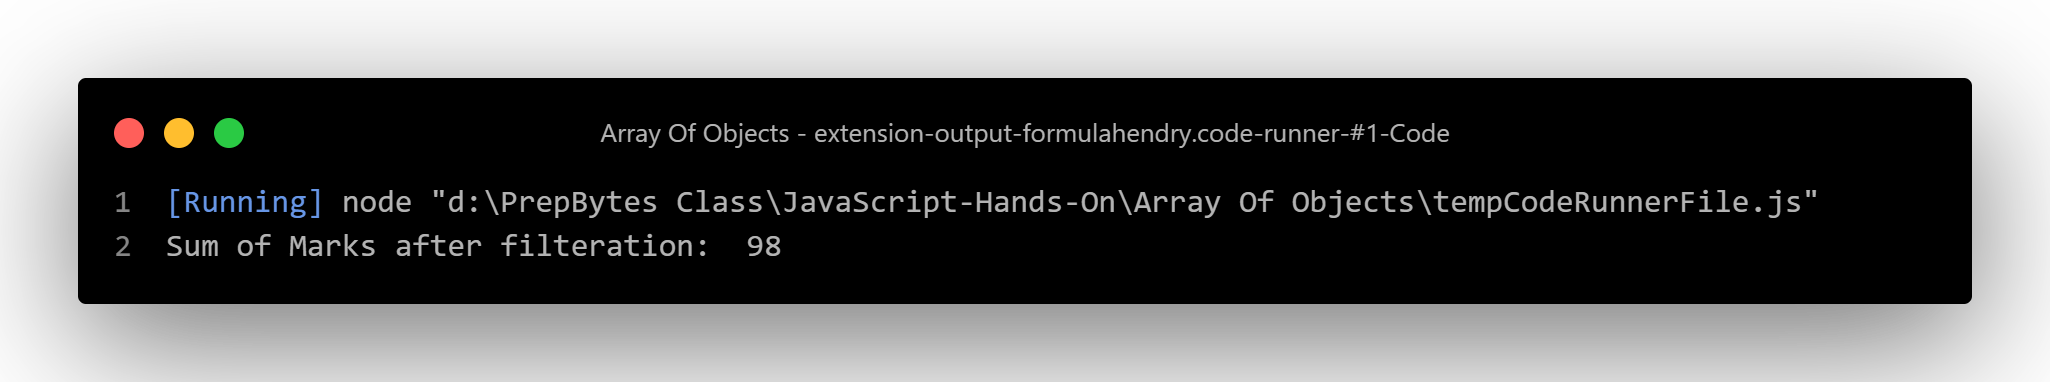 Array Of Objects - extension-output-formulahendry.code-runner-#1-Code
1 [Running] node "d:\PrepBytes Class\JavaScript-Hands-On\Array Of Objects\tempCodeRunnerFile.js"
2 Sum of Marks after filteration:  98